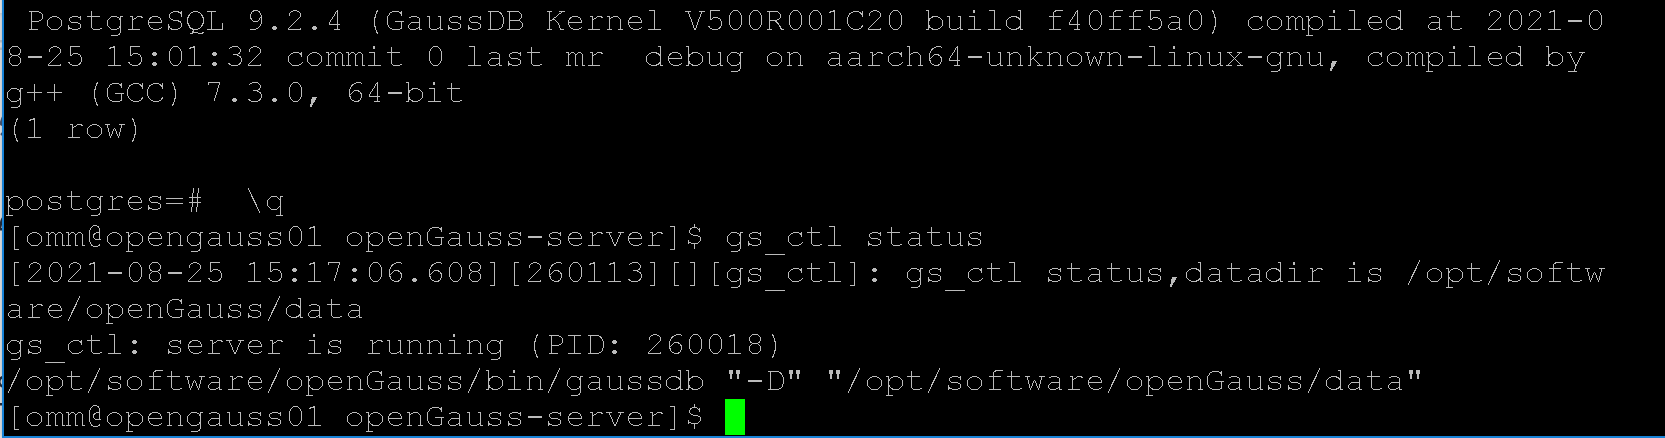 PostgreSQL 9.2.4 (GaussDB Kernel V500R001C20 build f40ff5a0) compiled at 2021-0
8-25 15:01:32 commit 0 last mr  debug on aarch64-unknown-linux-gnu, compiled by
g++ (GCC) 7.3.0, 64-bit
(1 row)
postgres=#  \q
[omm@opengauss01 openGauss-server]$ gs_ctl status
[2021-08-25 15:17:06.608][260113][][gs_ctl]: gs_ctl status,datadir is /opt/softw
are/openGauss/data
gs_ctl: server is running (PID: 260018)
/opt/software/openGauss/bin/gaussdb "-D" "/opt/software/openGauss/data"
[omm@opengauss01 openGauss-server]$